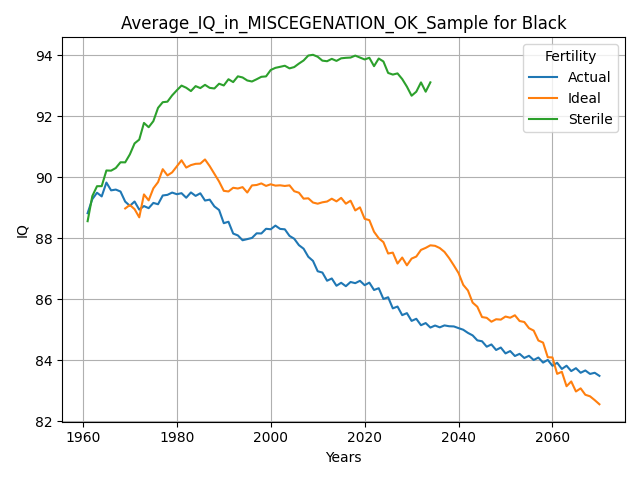 Average_IQ_in_MISCEGENATION_OK_Sample for Black
94
92
90
88
86
84
82
IQ
Fertility
Actual
Ideal
Sterile
1960
1980
2000
2020
2040
2060
Years